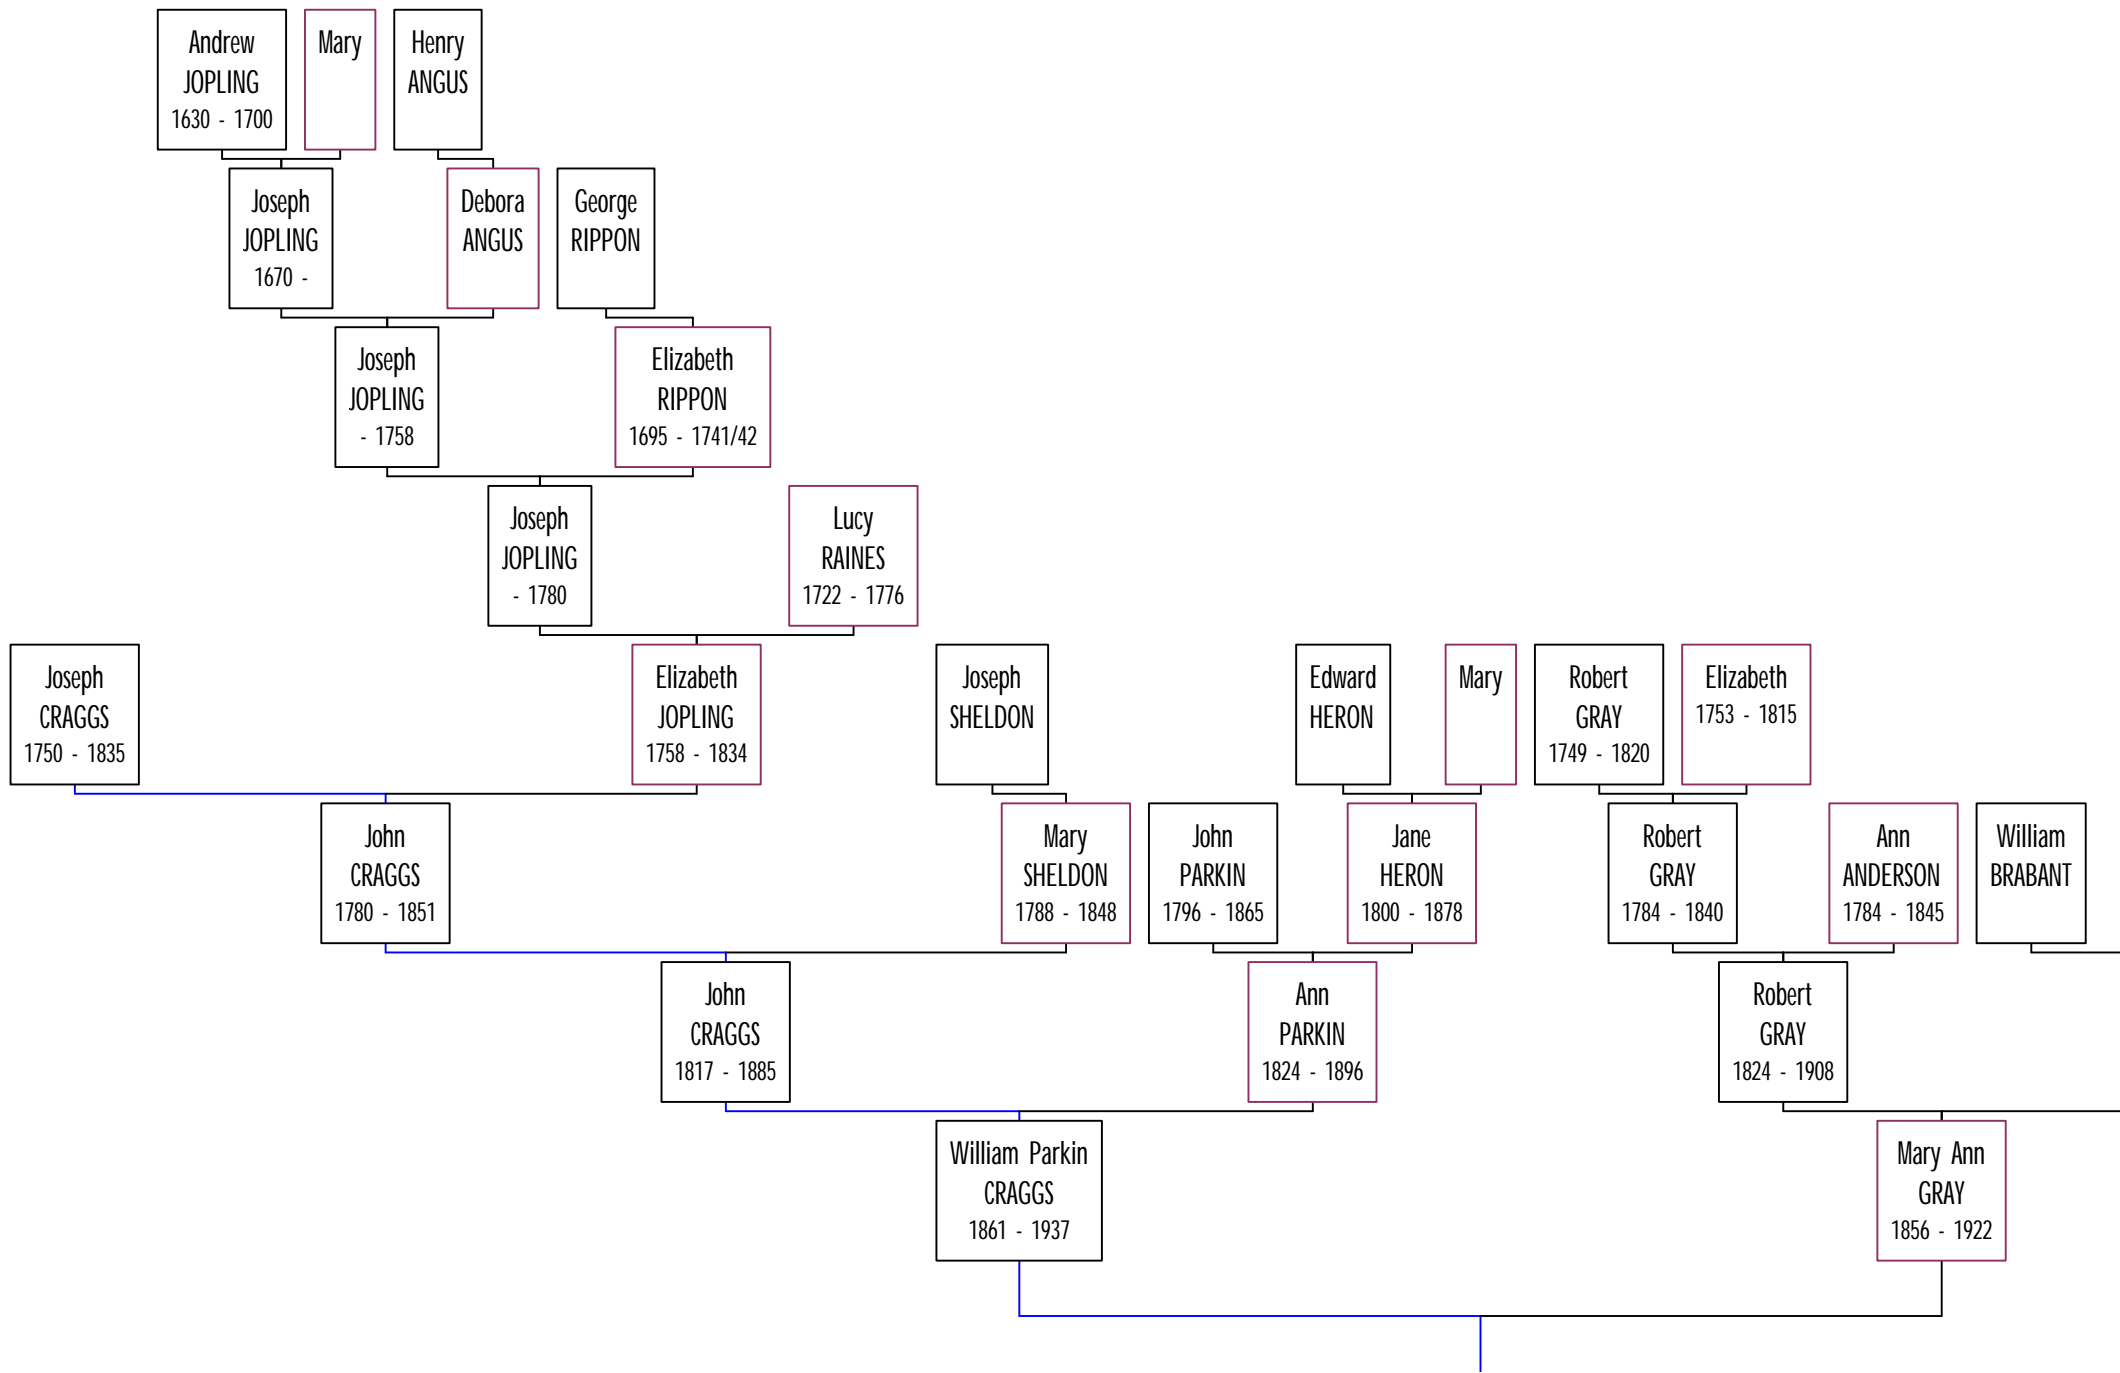 Andrew
JOPLING
1630 - 1700
Mary
Henry
ANGUS
Joseph
JOPLING
1670 -
Debora
ANGUS
George
RIPPON
Joseph
JOPLING
- 1758
Elizabeth
RIPPON
1695 - 1741/42
Joseph
JOPLING
- 1780
Lucy
RAINES
1722 - 1776
Joseph
CRAGGS
1750 - 1835
Elizabeth
JOPLING
1758 - 1834
Joseph
SHELDON
Edward
HERON
Mary
Robert
GRAY
1749 - 1820
Elizabeth
1753 - 1815
John
CRAGGS
1780 - 1851
Mary
SHELDON
1788 - 1848
John
PARKIN
1796 - 1865
Jane
HERON
1800 - 1878
Robert
GRAY
1784 - 1840
Ann
ANDERSON
1784 - 1845
William
BRABANT
John
CRAGGS
1817 - 1885
Ann
PARKIN
1824 - 1896
Robert
GRAY
1824 - 1908
William Parkin
CRAGGS
1861 - 1937
Mary Ann
GRAY
1856 - 1922